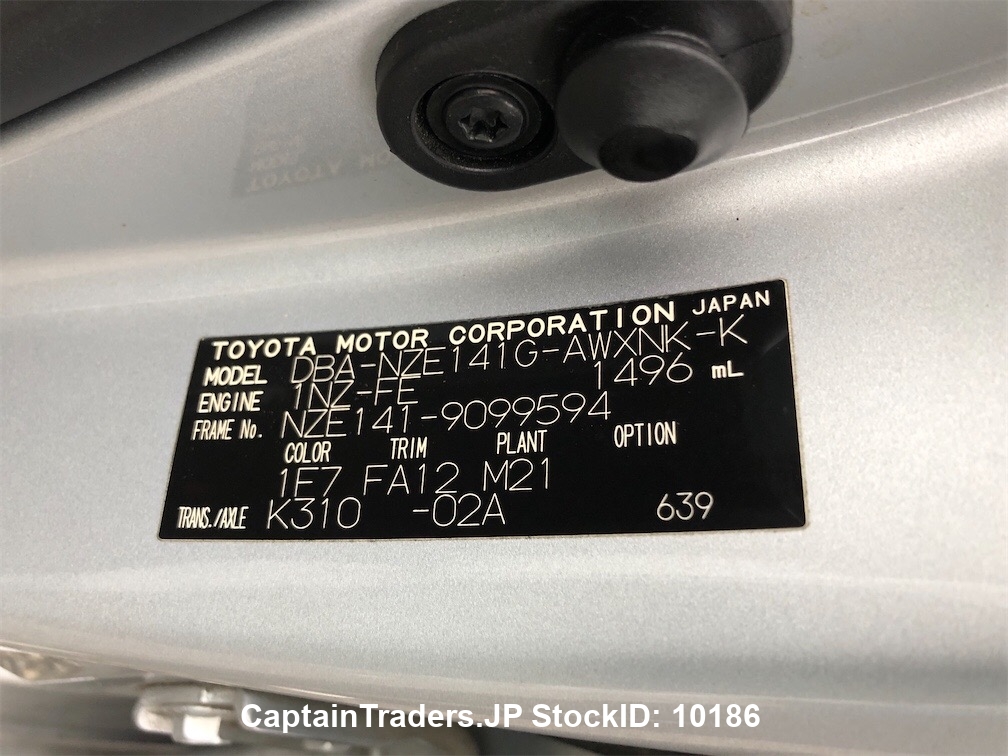 TOYOTA MOTOR CORPORATION JAPAN
MODEL DBA-NZE141G-AWXNK-K
ENGINE 1NZ-FE 1496 mL
FRAME No. NZE141-9099594
COLOR TRIM PLANT OPTION
1E7 FA12 M21
TRANS./AXLE K310 -02A 639
CaptainTraders.JP StockID: 10186